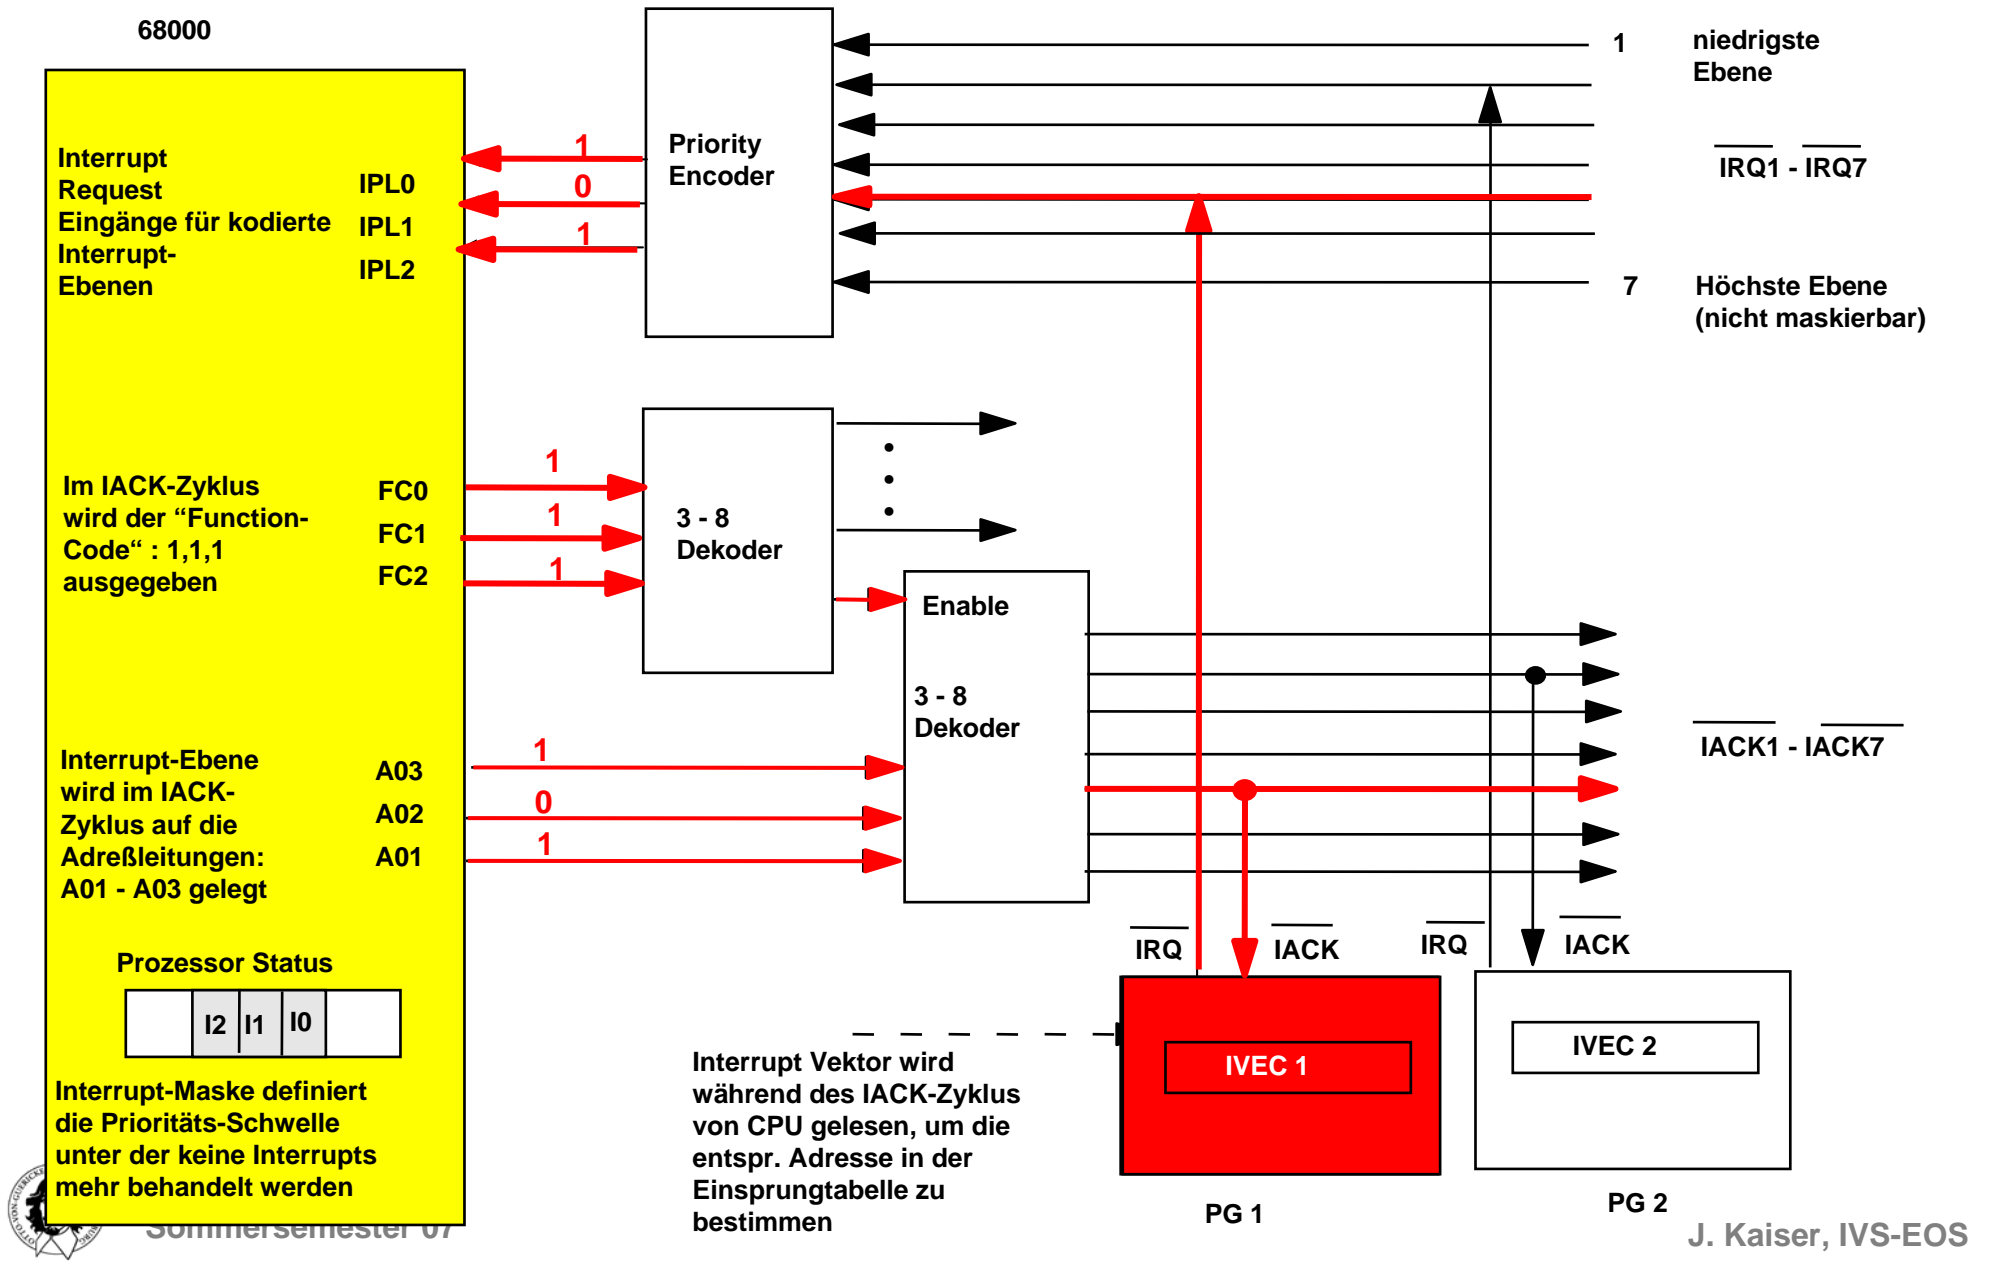 68000
Interrupt
Request
Eingänge für kodierte
Interrupt-
Ebenen
IPL0
IPL1
IPL2
1
0
1
Priority
Encoder
1
niedrigste
Ebene
IRQ1 - IRQ7
7
Höchste Ebene
(nicht maskierbar)
Im IACK-Zyklus
wird der “Function-
Code“ : 1,1,1
ausgegeben
FC0
FC1
FC2
1
1
1
3 - 8
Dekoder
Enable
3 - 8
Dekoder
Interrupt-Ebene
wird im IACK-
Zyklus auf die
Adreßleitungen:
A01 - A03 gelegt
A03
A02
A01
1
0
1
IACK1 - IACK7
Prozessor Status
I2 I1 I0
Interrupt-Maske definiert
die Prioritäts-Schwelle
unter der keine Interrupts
mehr behandelt werden
Interrupt Vektor wird
während des IACK-Zyklus
von CPU gelesen, um die
entspr. Adresse in der
Einsprungtabelle zu
bestimmen
IRQ
IACK
IVEC 1
PG 1
IRQ
IACK
IVEC 2
PG 2
Sommersemester 07
J. Kaiser, IVS-EOS